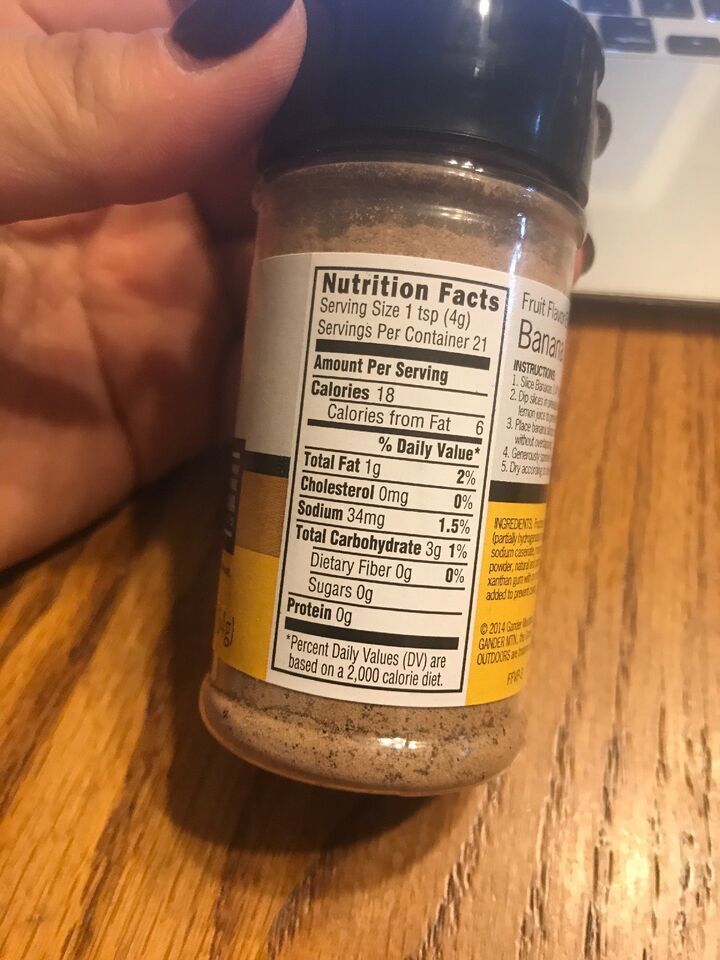 Nutrition Facts
Serving Size 1 tsp (4g)
Servings Per Container 21
Amount Per Serving
Calories 18
Calories from Fat 6
% Daily Value*
Total Fat 1g 2%
Cholesterol 0mg 0%
Sodium 34mg 1.5%
Total Carbohydrate 3g 1%
Dietary Fiber 0g 0%
Sugars 0g
Protein 0g
*Percent Daily Values (DV) are
based on a 2,000 calorie diet.
Fruit
Banana
INSTRUCTIONS
1. Slice
2. Dip slices in
lemon juice to
3. Place banana
without
4. Generously
5. Dry according
INGREDIENTS:
(partially
sodium caseinate,
powder, natural and
xanthan gum with
added to prevent
© 2014 Gander
GANDER MTN,
OUTDOORS are